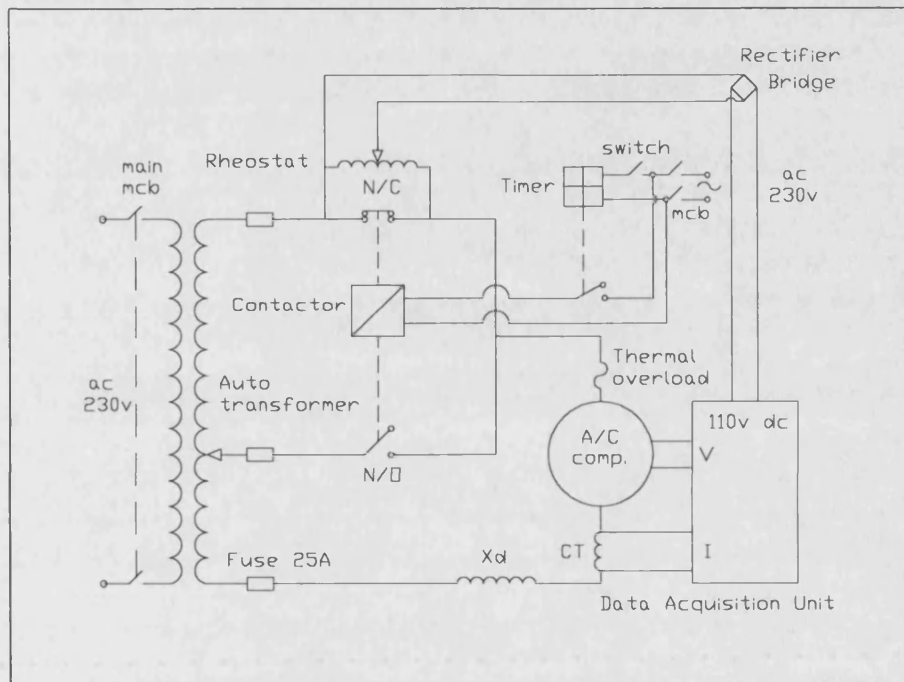 Rectifier
Bridge
main
mcb
Rheostat
N/C
switch
Timer
mcb
ac
230v
Contactor
Thermal
overload
ac
230v
Auto
transformer
A/C
comp.
110v dc
V
N/O
Fuse 25A
Xd
CT
I
Data Acquisition Unit